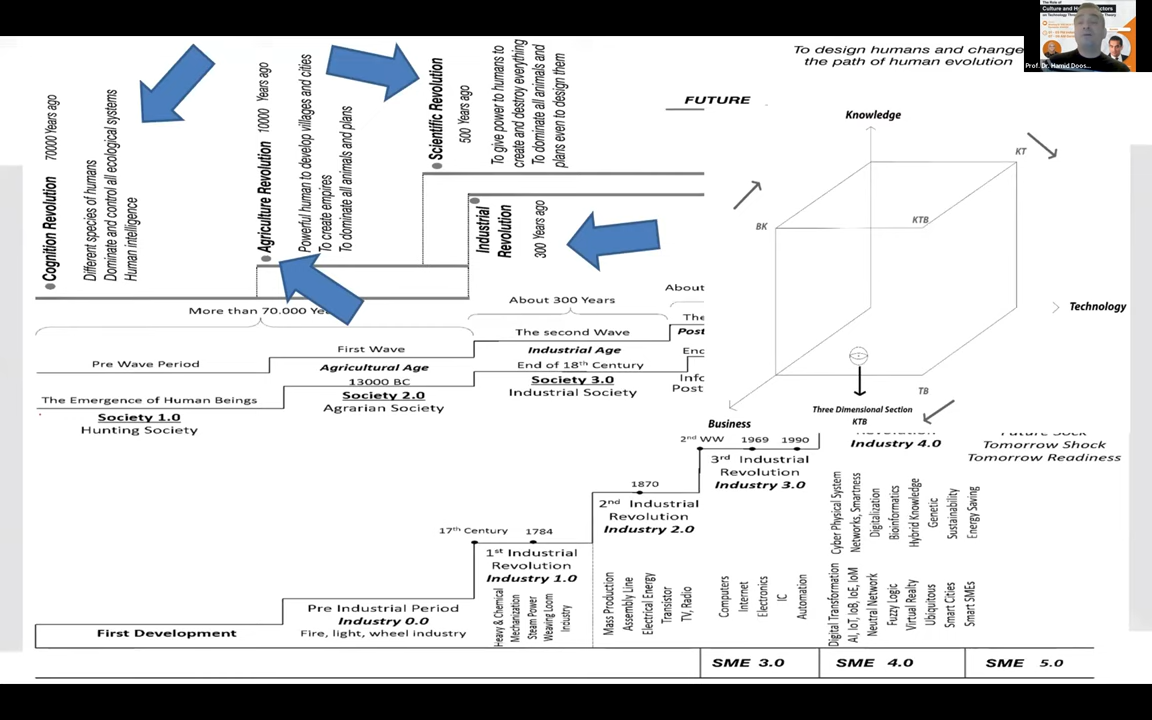 The Role of
Culture and
on Technology
Prof. Dr. Hamid Doos...
To design humans and change
the path of human evolution
FUTURE
Cognition Revolution 70000 Years ago
Different species of humans
Dominate and control all ecological systems
Human intelligence
Agriculture Revolution 10000 Years ago
Powerful human to develop villages and cities
To create empires
To dominate all animals and plans
Scientific Revolution
500 Years ago
To give power to humans to
create and destroy everything
To dominate all animals and
plans even to design them
Industrial
Revolution
300 Years ago
Knowledge
KT
BK
KTB
Technology
TB
Business
Three Dimensional Section
KTB
More than 70.000 Ye
About 300 Years
About
Pre Wave Period
First Wave
Agricultural Age
13000 BC
The second Wave
Industrial Age
End of 18th Century
The
Post
Enc
The Emergence of Human Beings
Society 1.0
Hunting Society
Society 2.0
Agrarian Society
Society 3.0
Industrial Society
Infc
Post
2nd WW 1969 1990
3rd Industrial
Revolution
Industry 3.0
Industry 4.0
Tomorrow Shock
Tomorrow Readiness
1870
2nd Industrial
Revolution
Industry 2.0
17th Century 1784
1st Industrial
Revolution
Industry 1.0
Pre Industrial Period
Industry 0.0
Fire, light, wheel industry
First Development
Heavy & Chemical
Mechanization
Steam Power
Weaving Loom
Industry
Mass Production
Assembly Line
Electrical Energy
Transistor
TV, Radio
Computers
Internet
Electronics
IC
Automation
Cyber Physical System
Networks, Smartness
Digitalization
Bioinformatics
Hybrid Knowledge
Genetic
Sustainability
Energy Saving
Digital Transformation
AI, IoT, IoB, IoE, IoM
Neutral Network
Fuzzy Logic
Virtual Realty
Ubiquitous
Smart Cities
Smart SMEs
SME 3.0
SME 4.0
SME 5.0